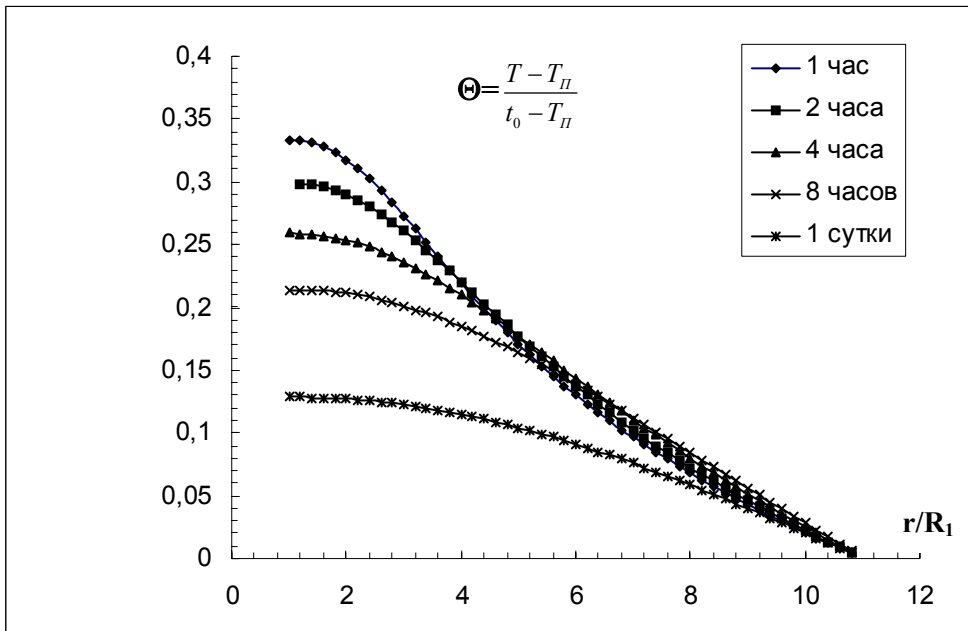 0,4
0,35
0,3
0,25
0,2
0,15
0,1
0,05
0
0 2 4 6 8 10 12
Θ= T − T_П / t_0 − T_П
r/R_1
1 час
2 часа
4 часа
8 часов
1 сутки